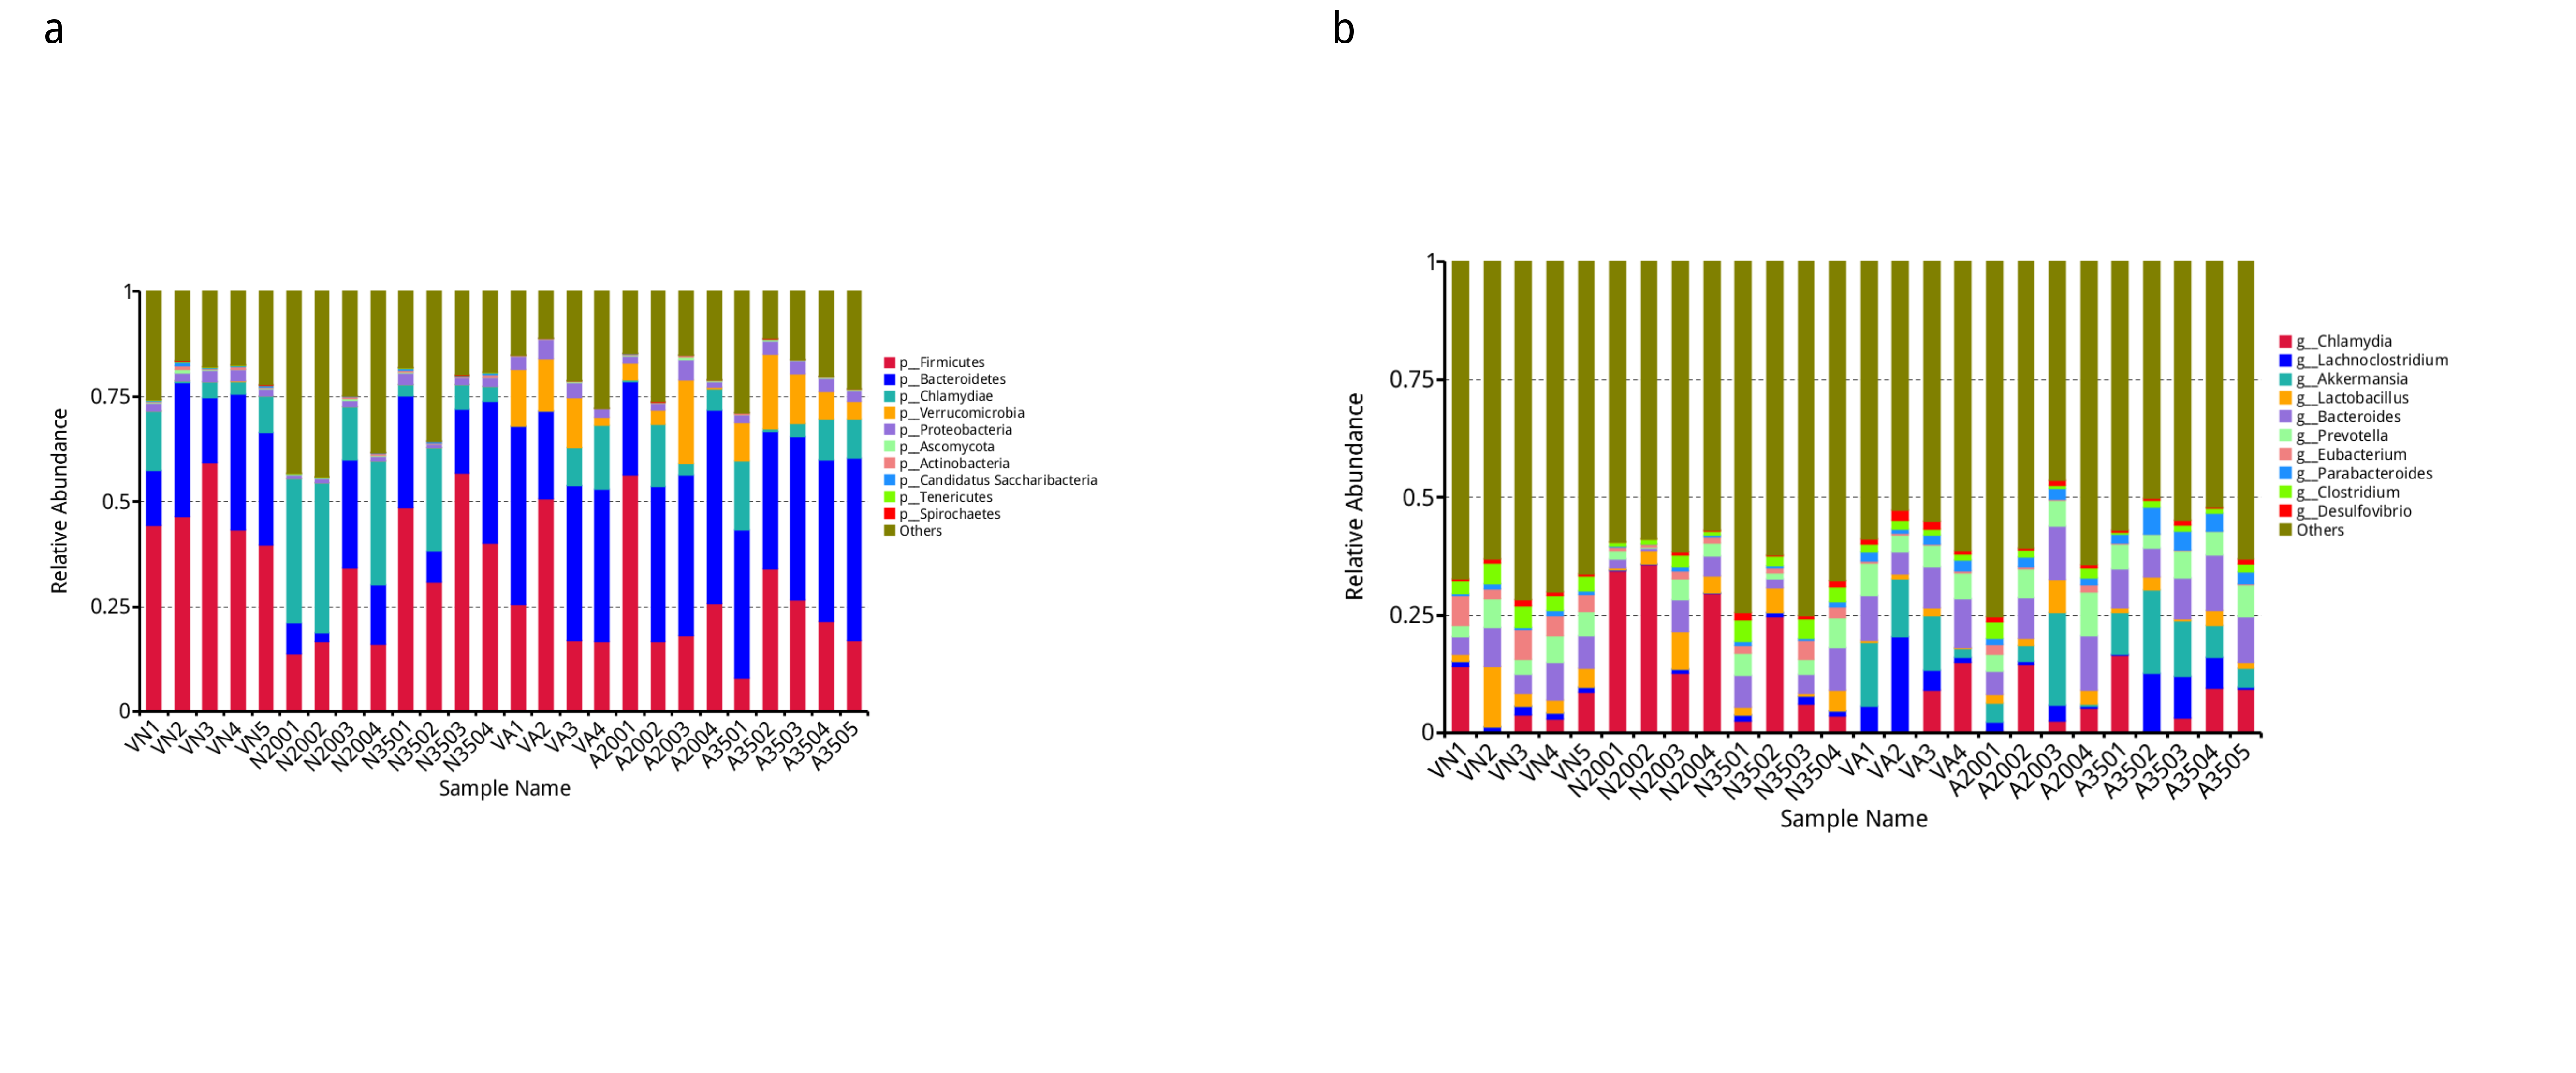 a
1
0.75
0.5
0.25
0
Relative Abundance
VN1
VN2
VN3
VN4
VN5
N2001
N2002
N2003
N2004
N3501
N3502
N3503
N3504
VA1
VA2
VA3
VA4
A2001
A2002
A2003
A2004
A3501
A3502
A3503
A3504
A3505
Sample Name
p__Firmicutes
p__Bacteroidetes
p__Chlamydiae
p__Verrucomicrobia
p__Proteobacteria
p__Ascomycota
p__Actinobacteria
p__Candidatus Saccharibacteria
p__Tenericutes
p__Spirochaetes
Others
b
1
0.75
0.5
0.25
0
Relative Abundance
VN1
VN2
VN3
VN4
VN5
N2001
N2002
N2003
N2004
N3501
N3502
N3503
N3504
VA1
VA2
VA3
VA4
A2001
A2002
A2003
A2004
A3501
A3502
A3503
A3504
A3505
Sample Name
g__Chlamydia
g__Lachnoclostridium
g__Akkermansia
g__Lactobacillus
g__Bacteroides
g__Prevotella
g__Eubacterium
g__Parabacteroides
g__Clostridium
g__Desulfovibrio
Others